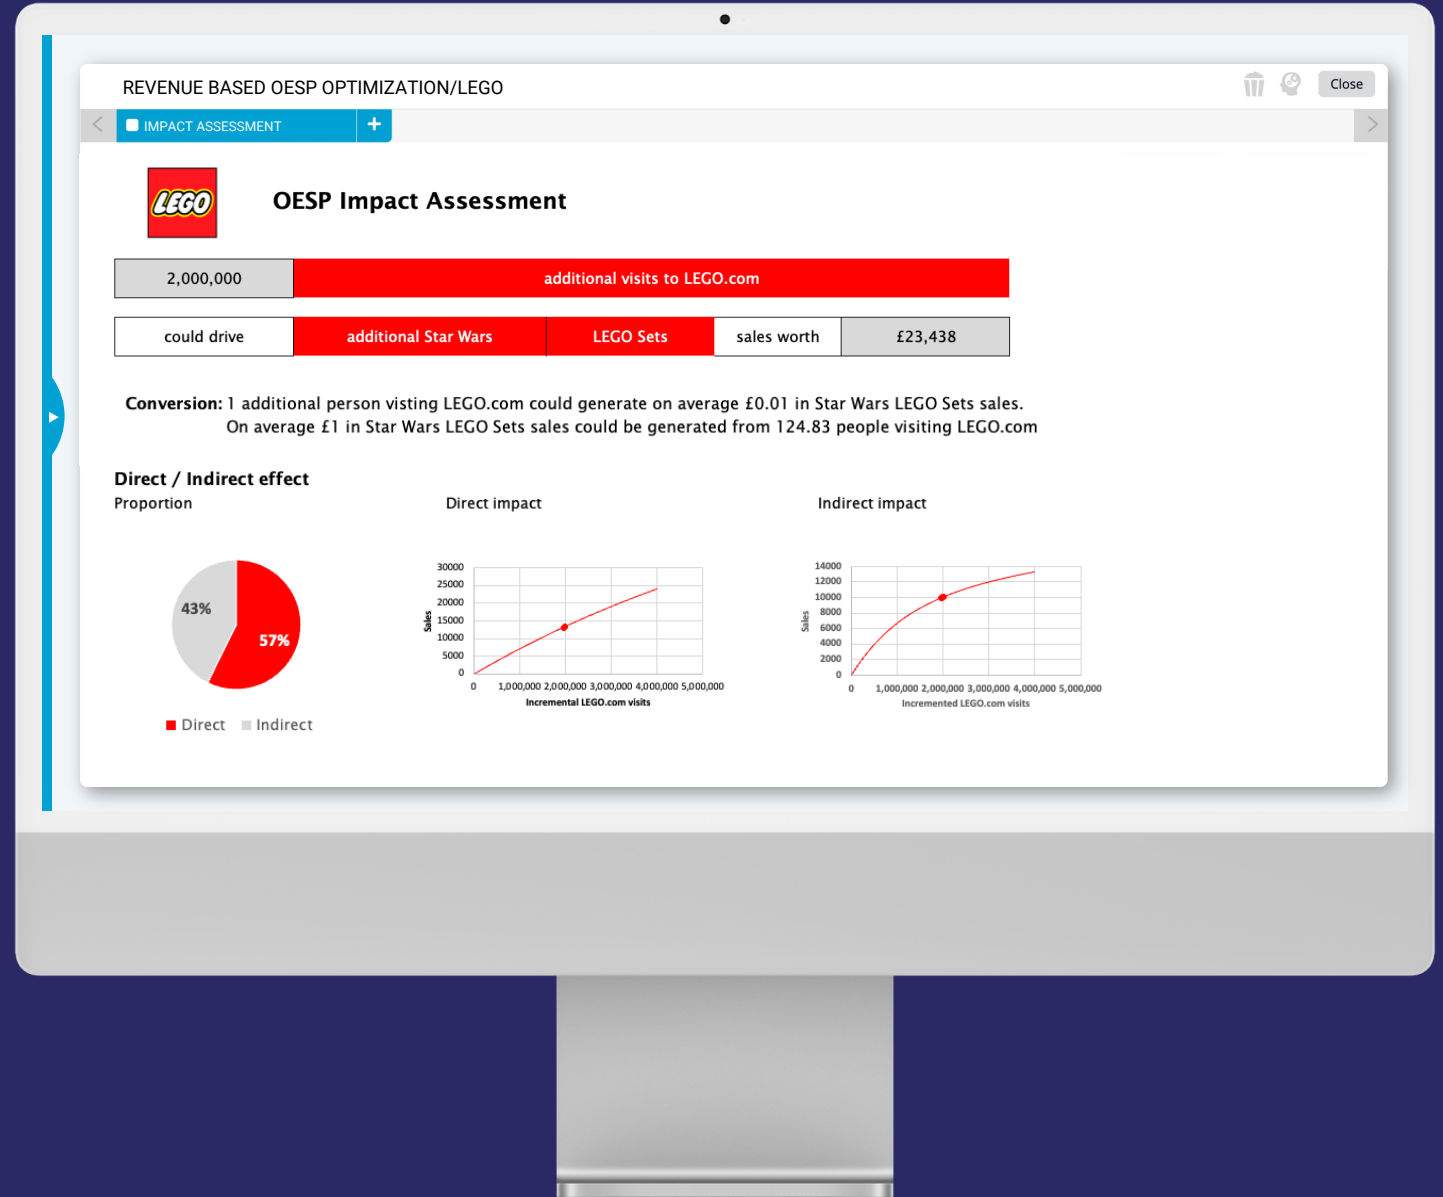 REVENUE BASED OESP OPTIMIZATION/LEGO
Close
IMPACT ASSESSMENT
+
LEGO
OESP Impact Assessment
2,000,000 additional visits to LEGO.com
could drive additional Star Wars LEGO Sets sales worth £23,438
Conversion: 1 additional person visting LEGO.com could generate on average £0.01 in Star Wars LEGO Sets sales.
On average £1 in Star Wars LEGO Sets sales could be generated from 124.83 people visiting LEGO.com
Direct / Indirect effect
Proportion
43%
57%
Direct Indirect
Direct impact
30000
25000
20000
15000
10000
5000
0
Sales
0 1,000,000 2,000,000 3,000,000 4,000,000 5,000,000
Incremental LEGO.com visits
Indirect impact
14000
12000
10000
8000
6000
4000
2000
0
Sales
0 1,000,000 2,000,000 3,000,000 4,000,000 5,000,000
Incremented LEGO.com visits